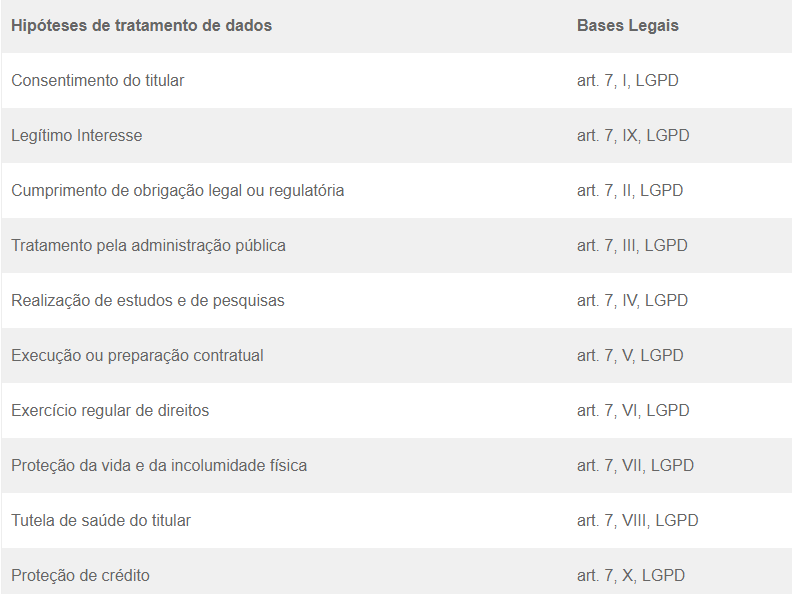 Hipóteses de tratamento de dados Bases Legais
Consentimento do titular art. 7, I, LGPD
Legítimo Interesse art. 7, IX, LGPD
Cumprimento de obrigação legal ou regulatória art. 7, II, LGPD
Tratamento pela administração pública art. 7, III, LGPD
Realização de estudos e de pesquisas art. 7, IV, LGPD
Execução ou preparação contratual art. 7, V, LGPD
Exercício regular de direitos art. 7, VI, LGPD
Proteção da vida e da incolumidade física art. 7, VII, LGPD
Tutela de saúde do titular art. 7, VIII, LGPD
Proteção de crédito art. 7, X, LGPD